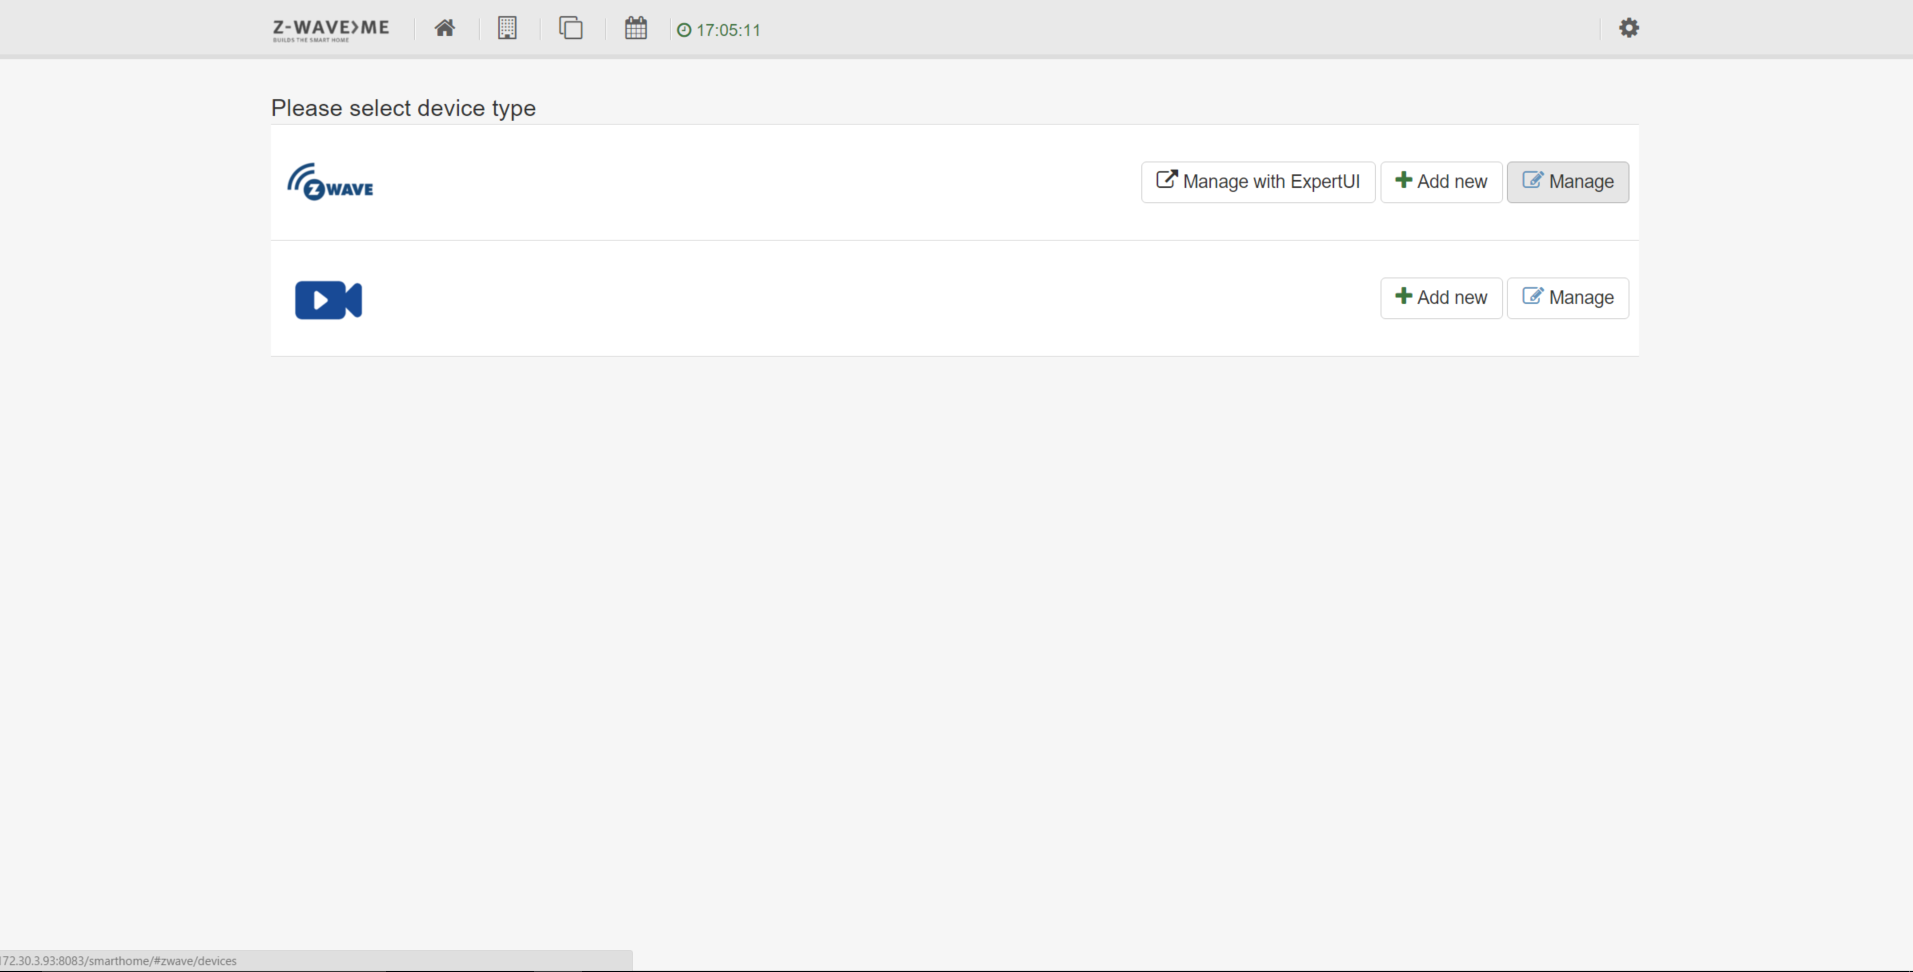 Z-WAVE>ME
BUILDS THE SMART HOME
17:05:11
Please select device type
Z WAVE
Manage with ExpertUI
Add new
Manage
Add new
Manage
172.30.3.93:8083/smarthome/#zwave/devices